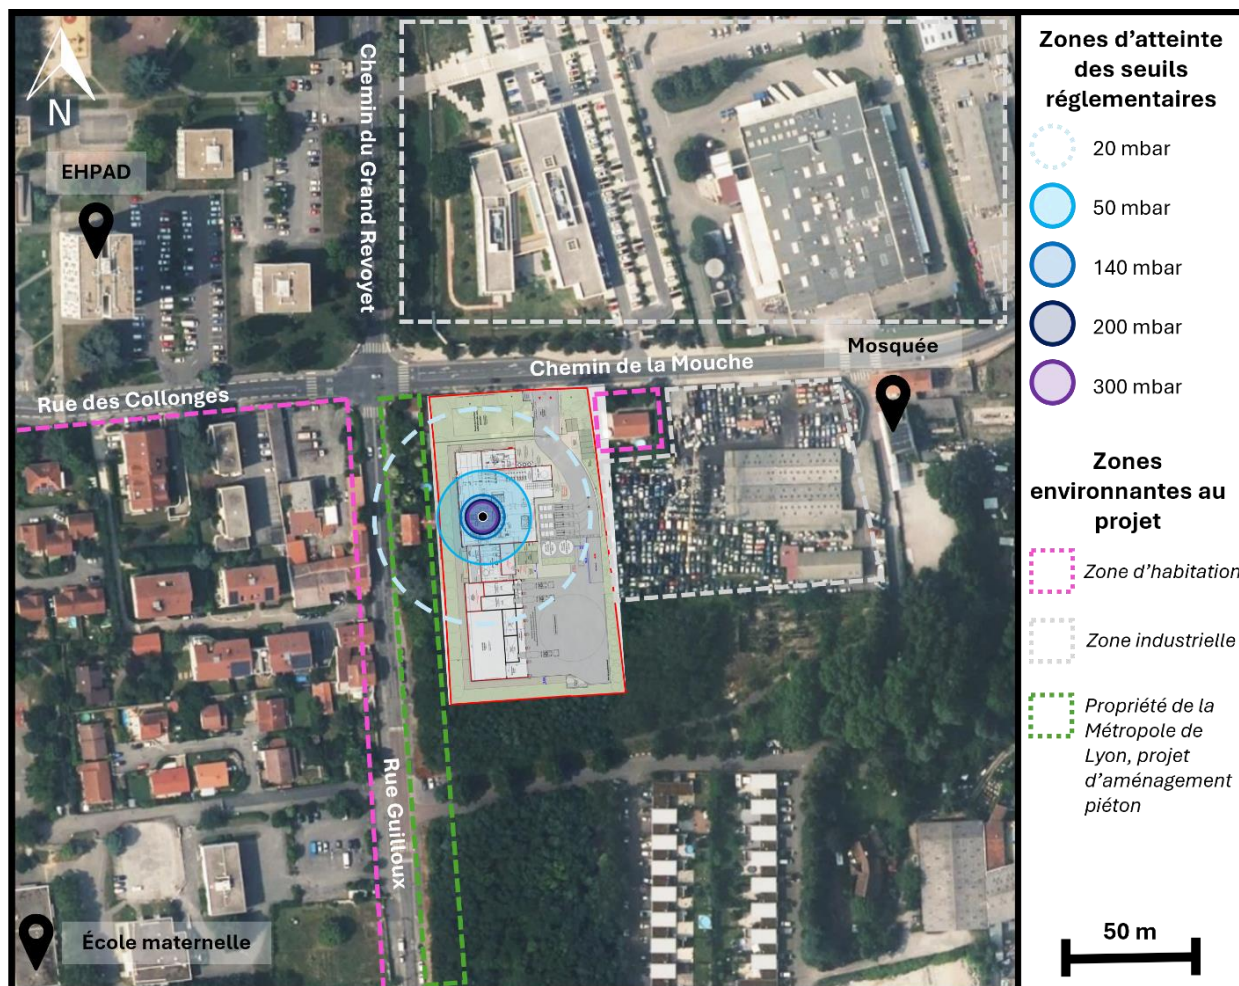 N
EHPAD
Chemin du Grand Revoyet
Rue des Collonges
Chemin de la Mouche
Mosquée
Rue Guilloux
École maternelle
Zones d’atteinte
des seuils
réglementaires
20 mbar
50 mbar
140 mbar
200 mbar
300 mbar
Zones
environnantes au
projet
Zone d’habitation
Zone industrielle
Propriété de la
Métropole de
Lyon, projet
d’aménagement
piéton
50 m